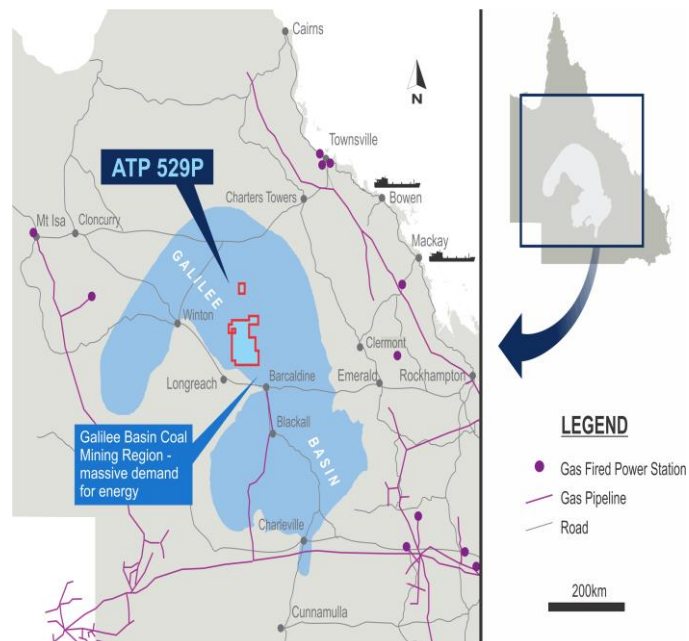 Cairns
N
Townsville
ATP 529P
Charters Towers
Bowen
Mt Isa
Cloncurry
Mackay
GALILEE
Winton
Clermont
Longreach
Barcaldine
Emerald
Rockhampton
Blackall
Galilee Basin Coal
Mining Region -
massive demand
for energy
BASIN
Charleville
Cunnamulla
LEGEND
Gas Fired Power Station
Gas Pipeline
Road
200km